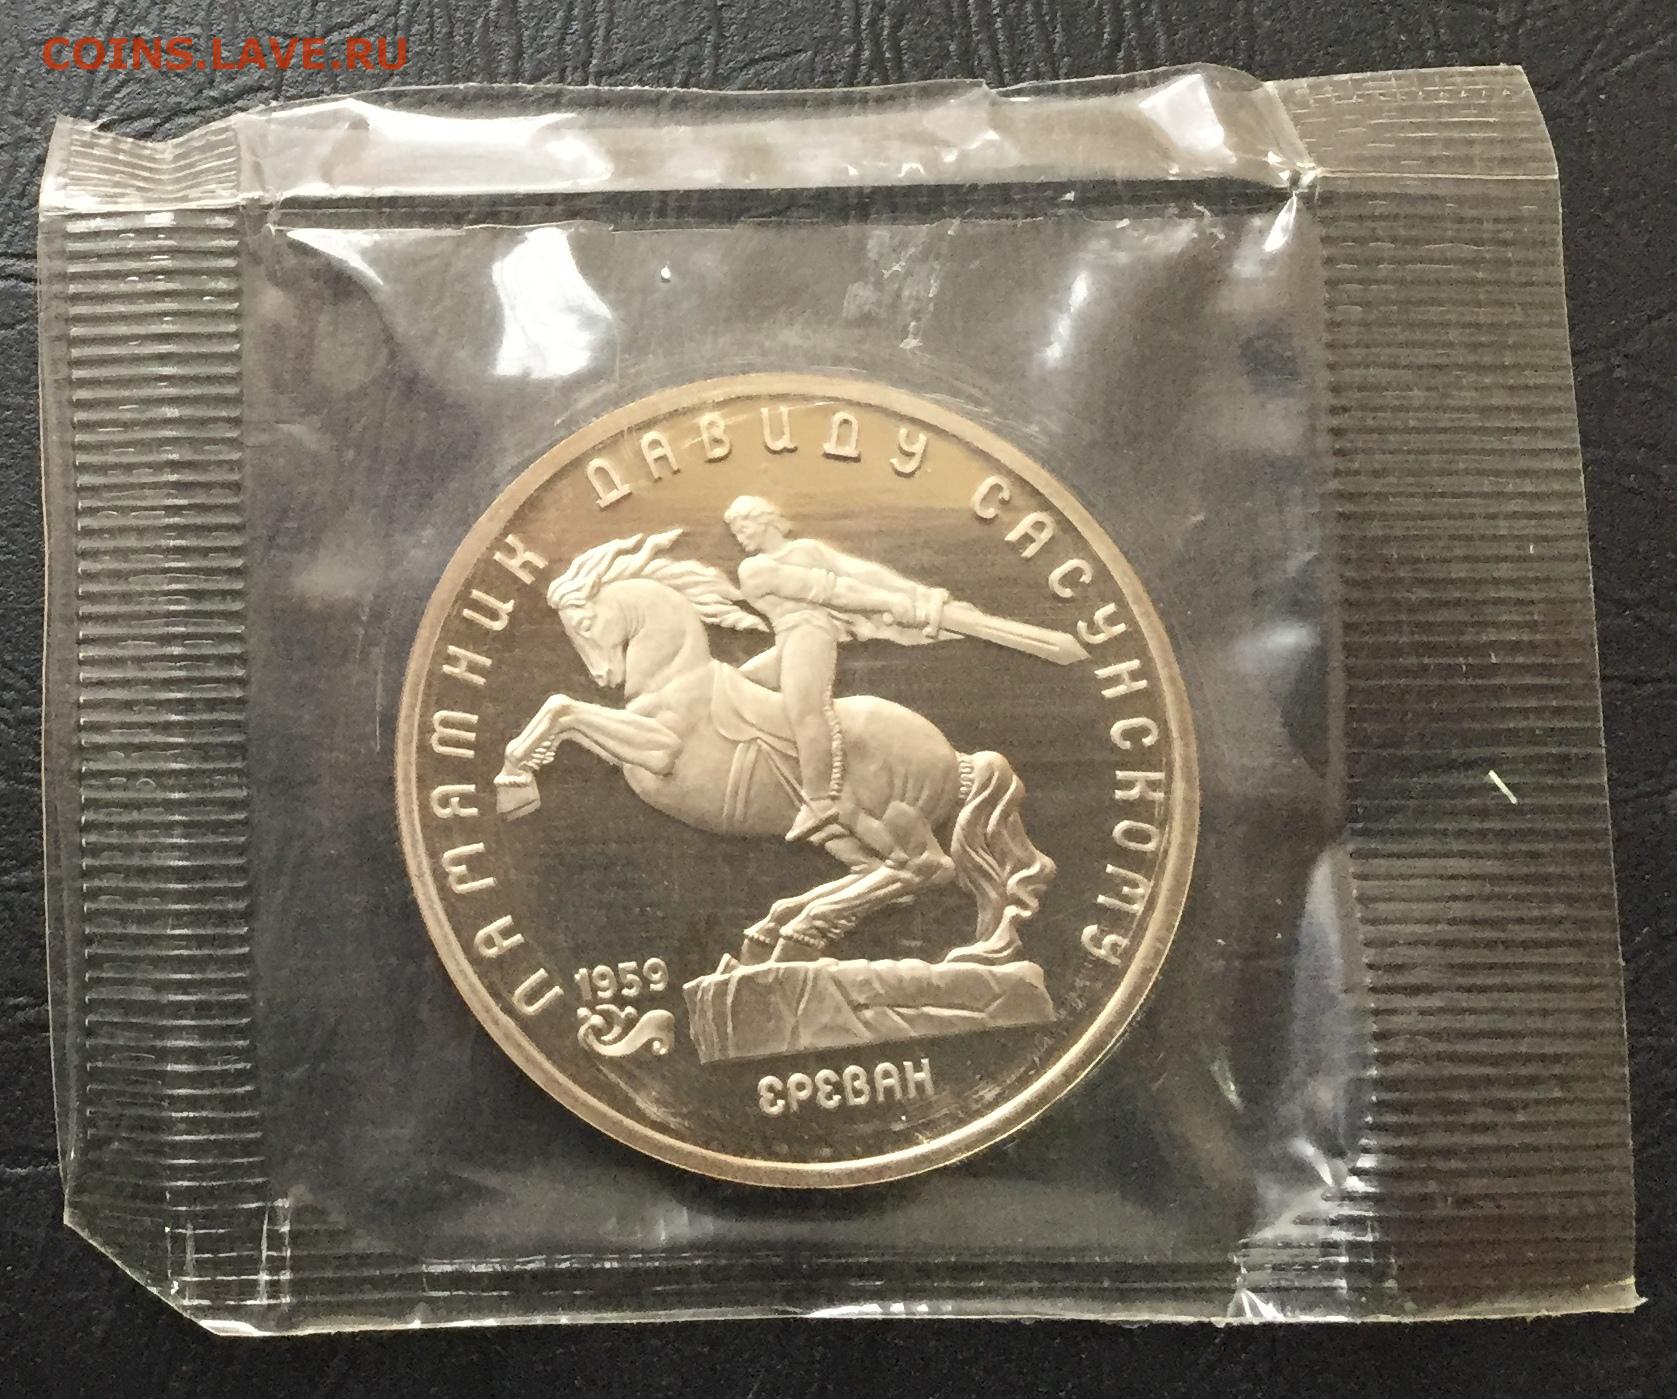 COINS.LAVE.RU
ПАМЯТНИК ДАВИДУ САСУНСКОМУ
1959
ЕРЕВАН